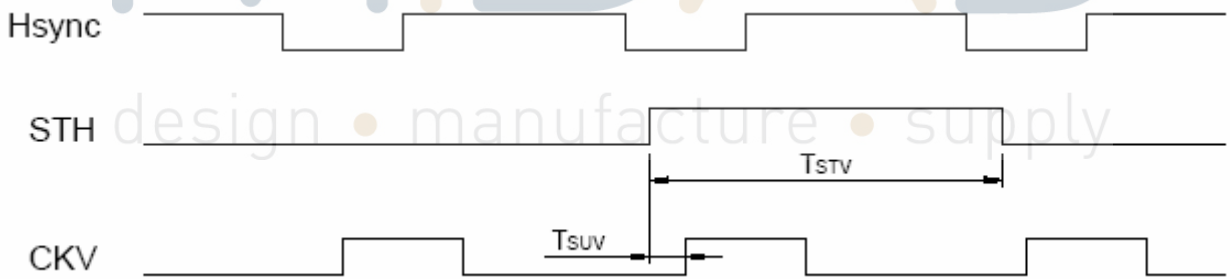 Hsync
STH
design • manufacture • supply
TSTV
TSUV
CKV